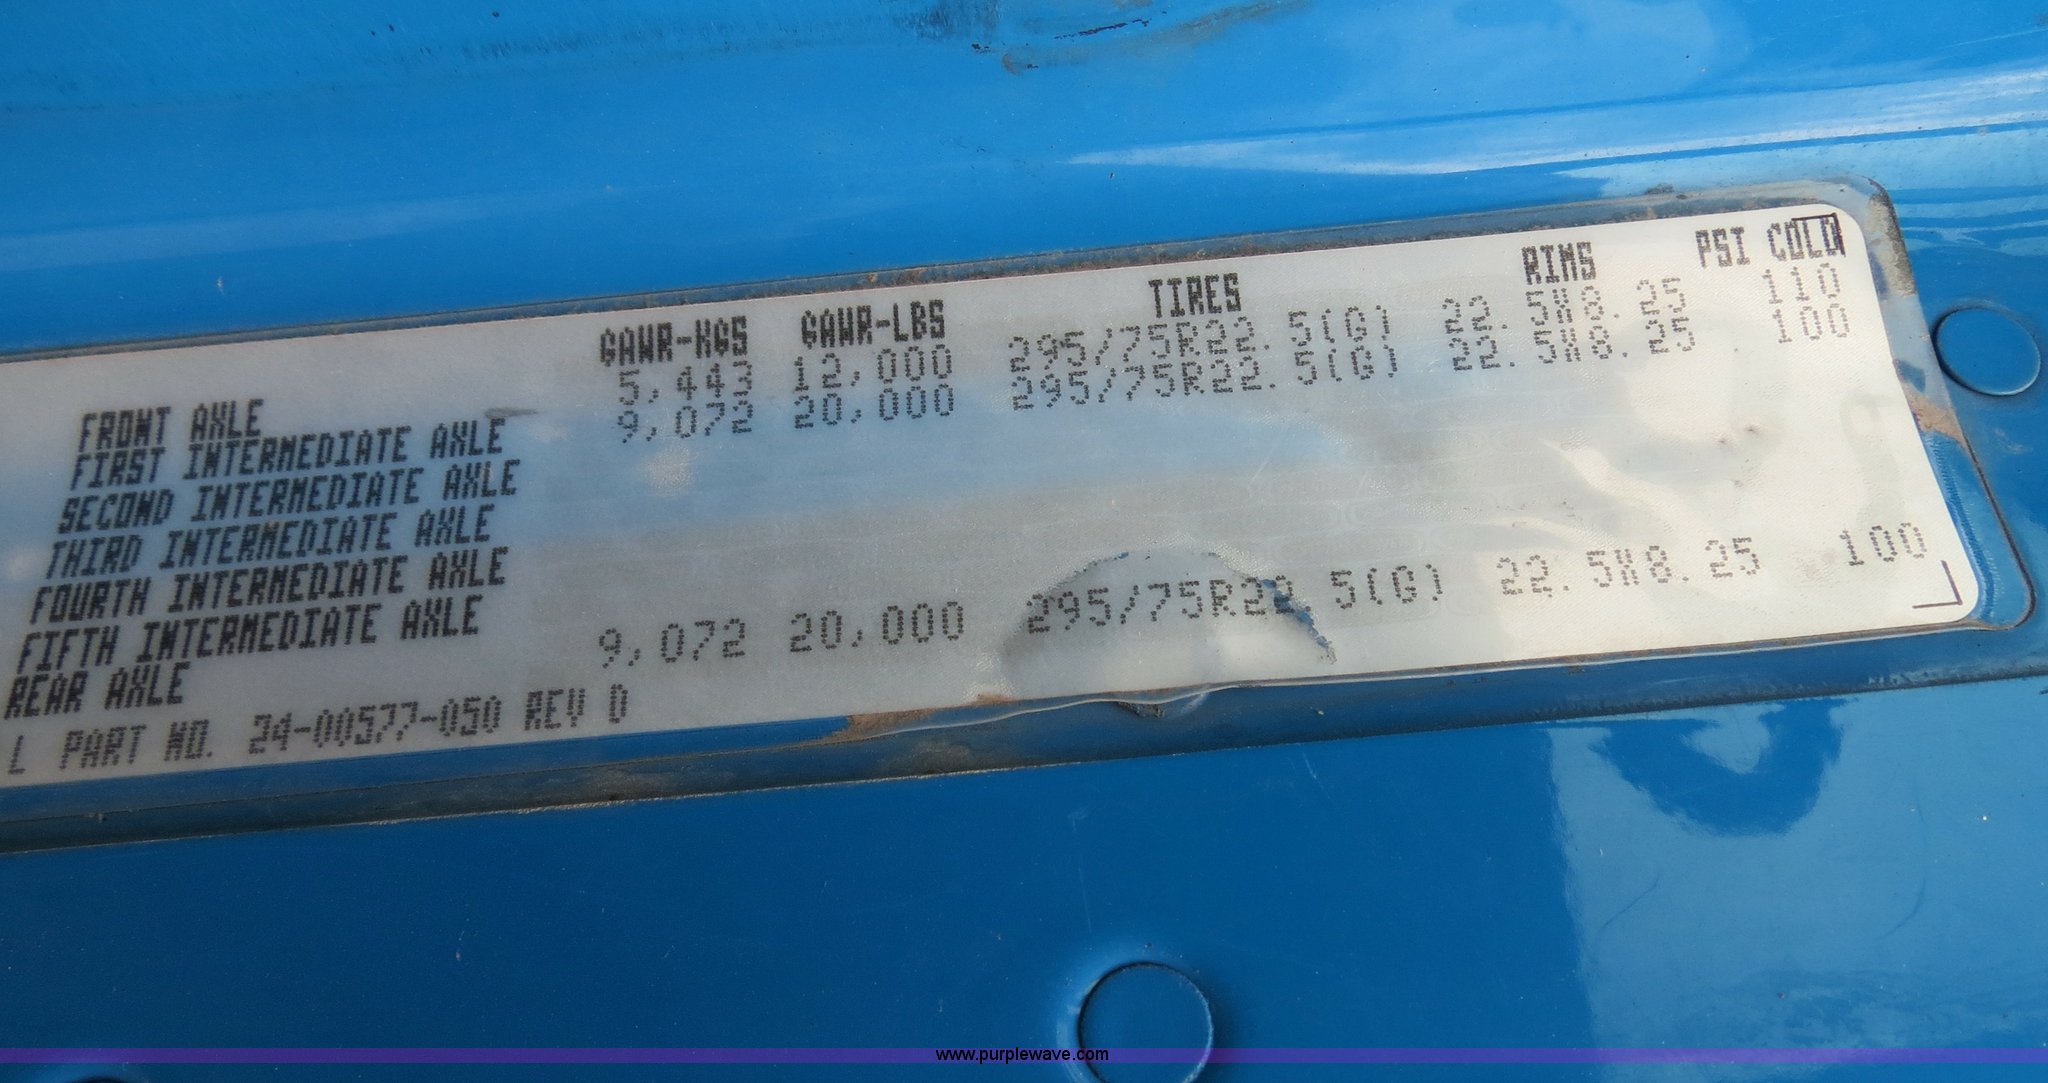 GAWR-KGS GAWR-LBS TIRES RIMS PSI COLD
FRONT AXLE 5,443 12,000 295/75R22.5(G) 22.5X8.25 110
FIRST INTERMEDIATE AXLE 9,072 20,000 295/75R22.5(G) 22.5X8.25 100
SECOND INTERMEDIATE AXLE
THIRD INTERMEDIATE AXLE
FOURTH INTERMEDIATE AXLE
FIFTH INTERMEDIATE AXLE
REAR AXLE 9,072 20,000 295/75R22.5(G) 22.5X8.25 100
PART NO. 24-00577-050 REV D
www.purplewave.com